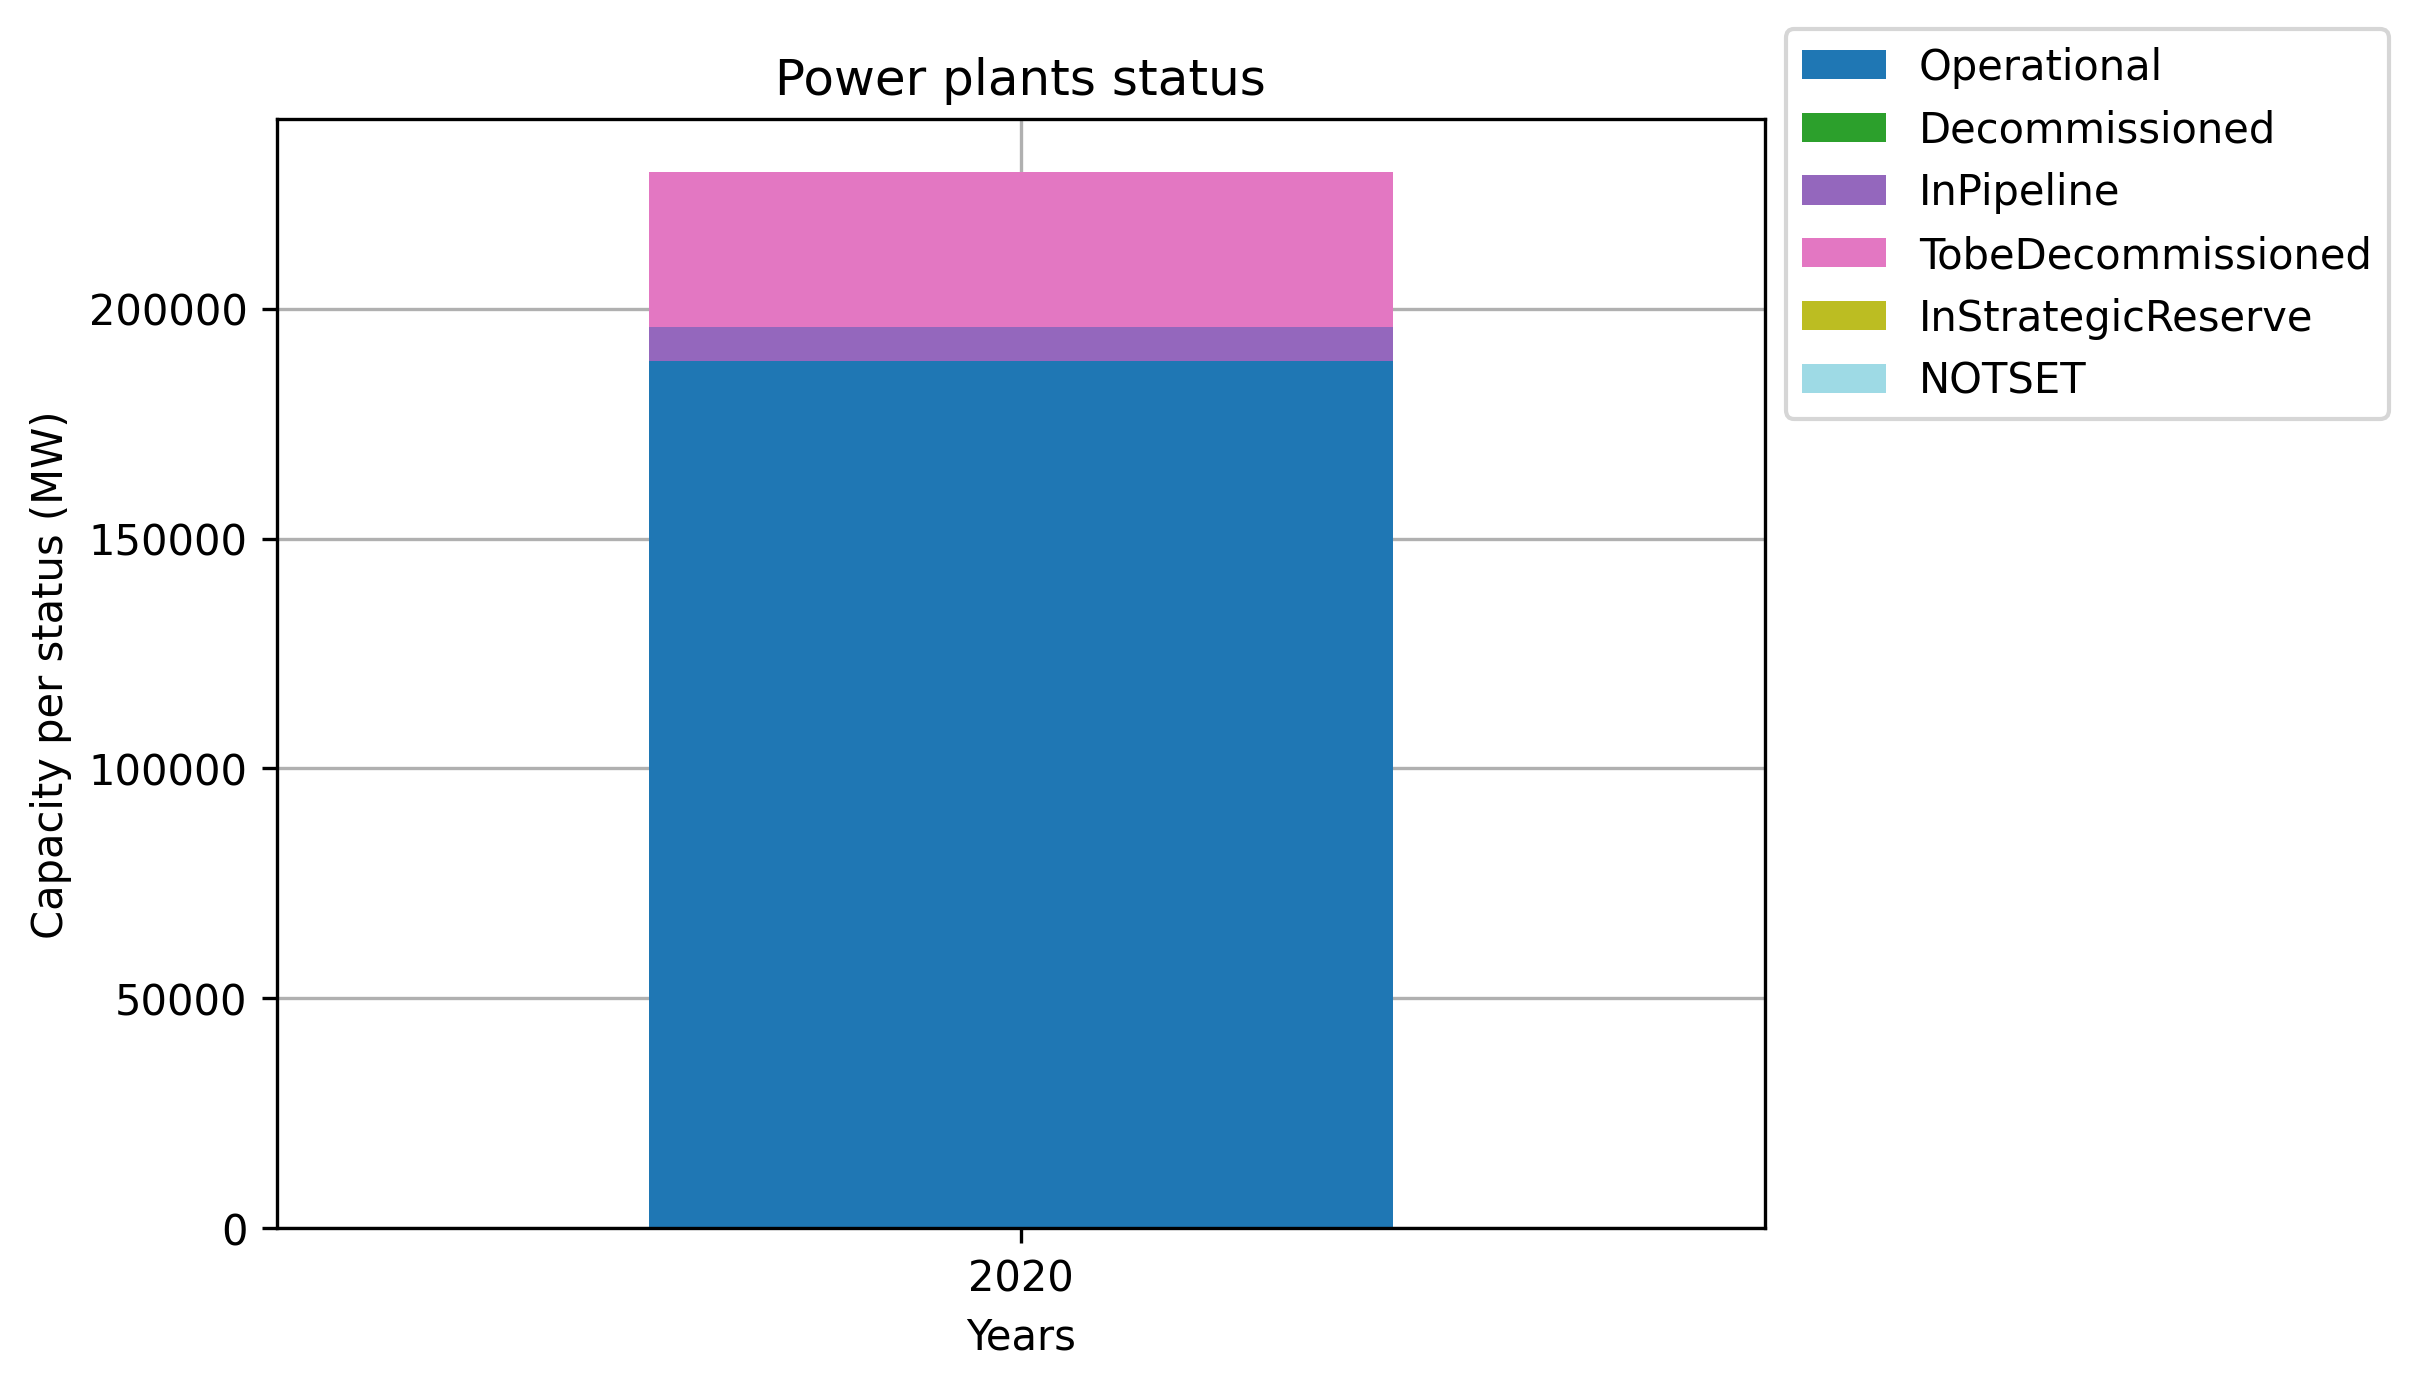 Power plants status
Operational
Decommissioned
InPipeline
TobeDecommissioned
InStrategicReserve
NOTSET
Capacity per status (MW)
200000
150000
100000
50000
0
2020
Years